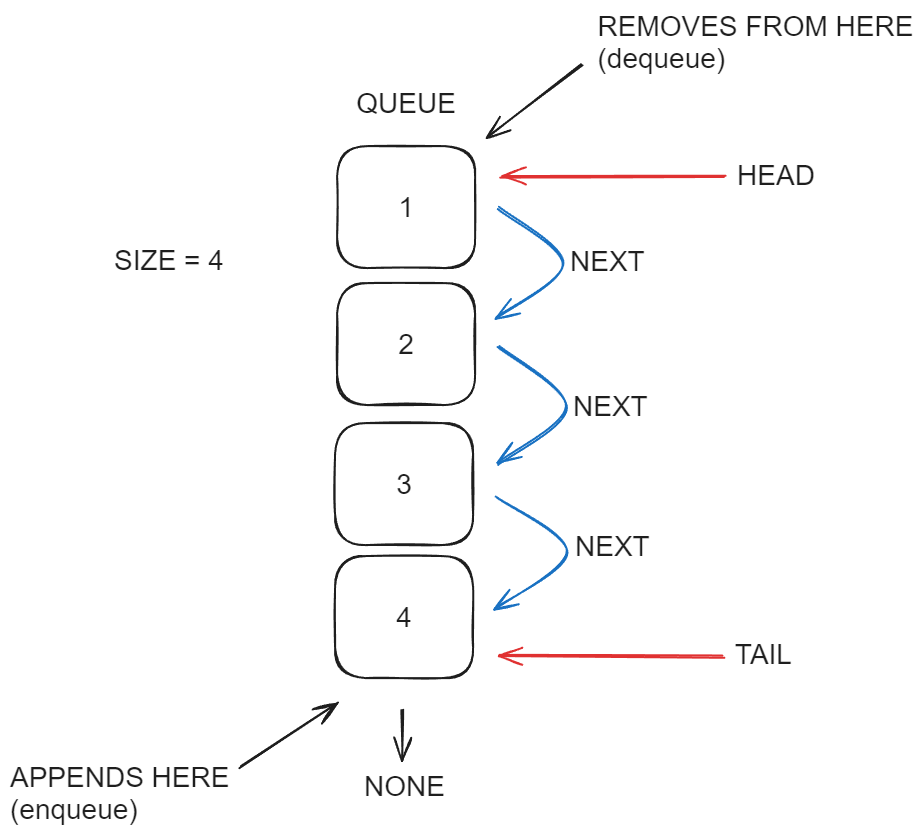 REMOVES FROM HERE
(dequeue)
QUEUE
HEAD
1
SIZE = 4
NEXT
2
NEXT
3
NEXT
4
TAIL
APPENDS HERE
(enqueue)
NONE